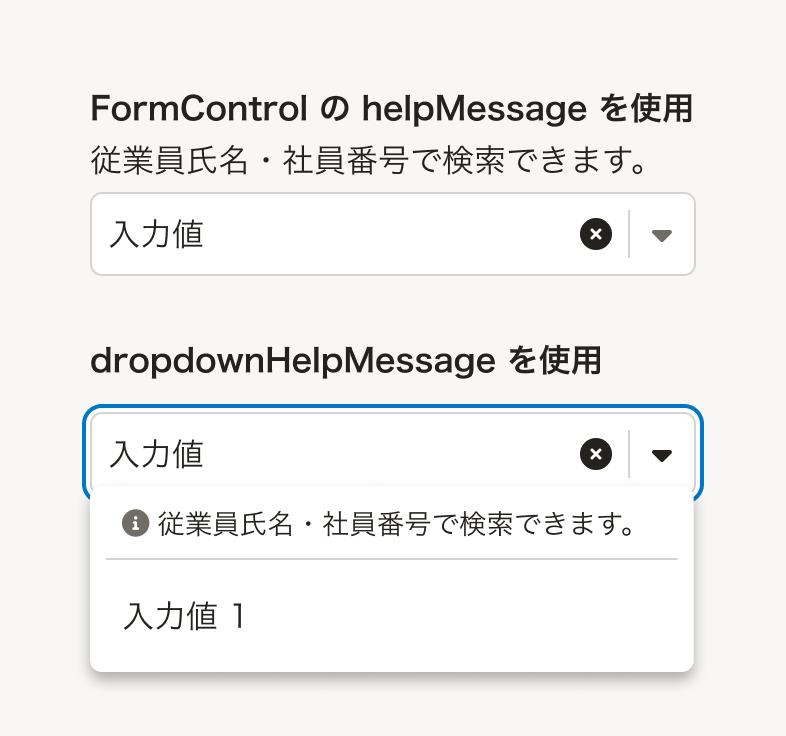 FormControl の helpMessage を使用
従業員氏名・社員番号で検索できます。
入力値
dropdownHelpMessage を使用
入力値
従業員氏名・社員番号で検索できます。
入力値 1